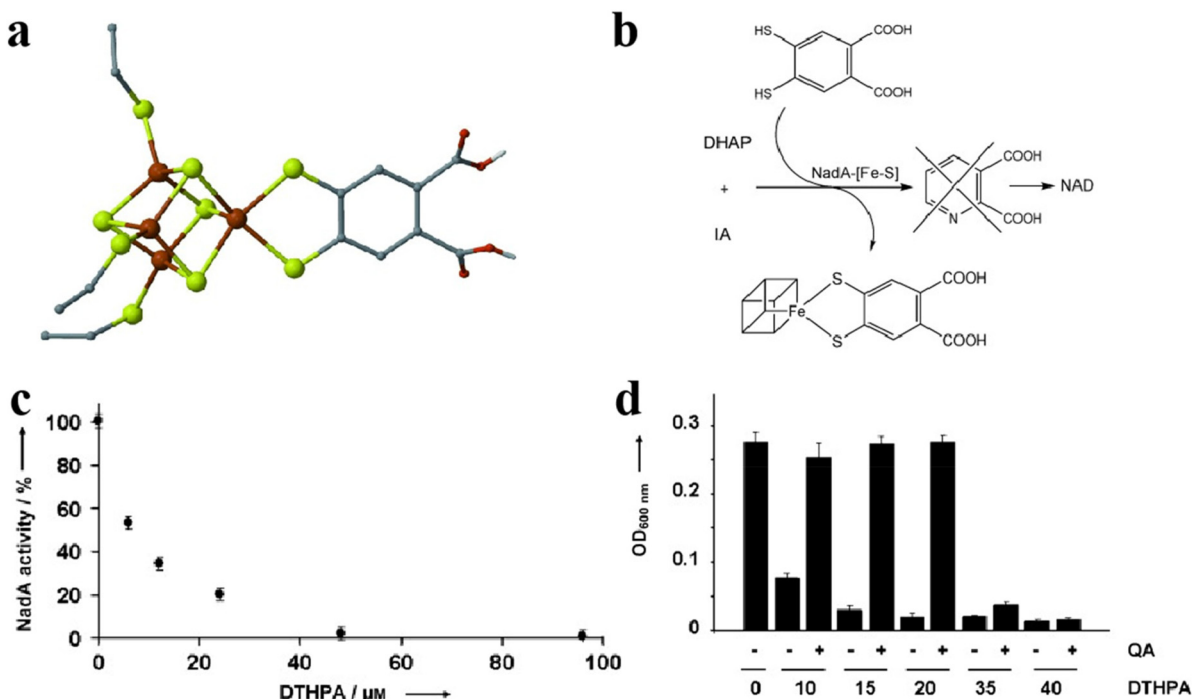 a
b
HS
COOH
HS
COOH
DHAP
+
IA
NadA-[Fe-S]
COOH
COOH
N
NAD
S
Fe
S
COOH
COOH
c
NadA activity / %
100
80
60
40
20
0
0 20 40 60 80 100
DTHPA / μM
d
OD600 nm
0.3
0.2
0.1
0
- - + - + - + - + - + QA
0 10 15 20 35 40 DTHPA